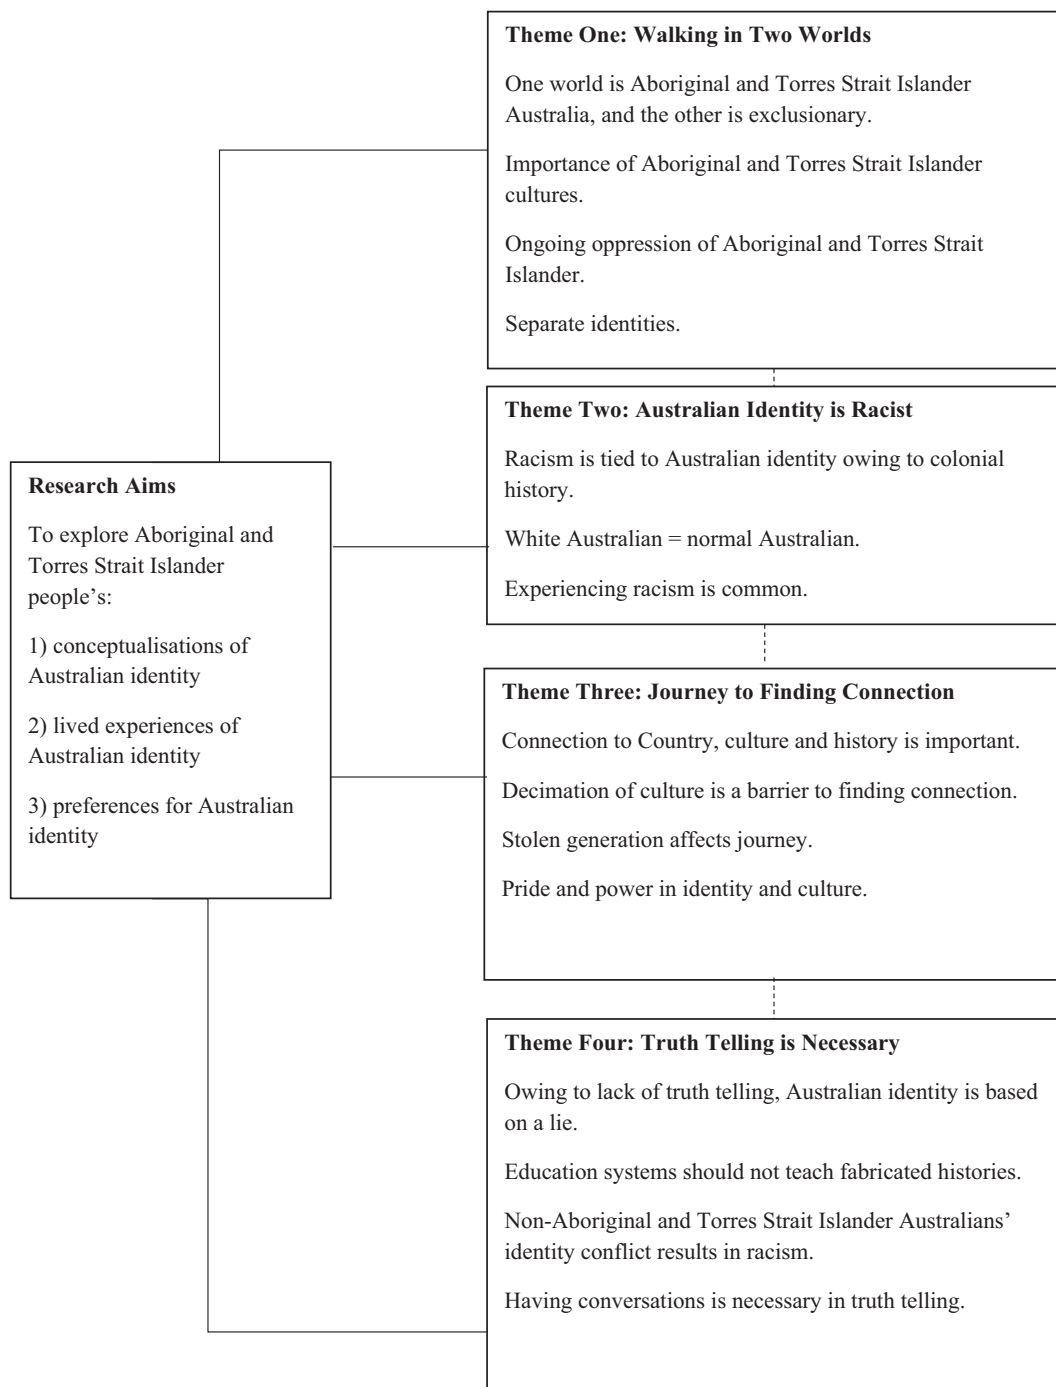 Theme One: Walking in Two Worlds
One world is Aboriginal and Torres Strait Islander
Australia, and the other is exclusionary.
Importance of Aboriginal and Torres Strait Islander
cultures.
Ongoing oppression of Aboriginal and Torres Strait
Islander.
Separate identities.
Theme Two: Australian Identity is Racist
Racism is tied to Australian identity owing to colonial
history.
White Australian = normal Australian.
Experiencing racism is common.
Research Aims
To explore Aboriginal and
Torres Strait Islander
people’s:
1) conceptualisations of
Australian identity
2) lived experiences of
Australian identity
3) preferences for Australian
identity
Theme Three: Journey to Finding Connection
Connection to Country, culture and history is important.
Decimation of culture is a barrier to finding connection.
Stolen generation affects journey.
Pride and power in identity and culture.
Theme Four: Truth Telling is Necessary
Owing to lack of truth telling, Australian identity is based
on a lie.
Education systems should not teach fabricated histories.
Non-Aboriginal and Torres Strait Islander Australians’
identity conflict results in racism.
Having conversations is necessary in truth telling.